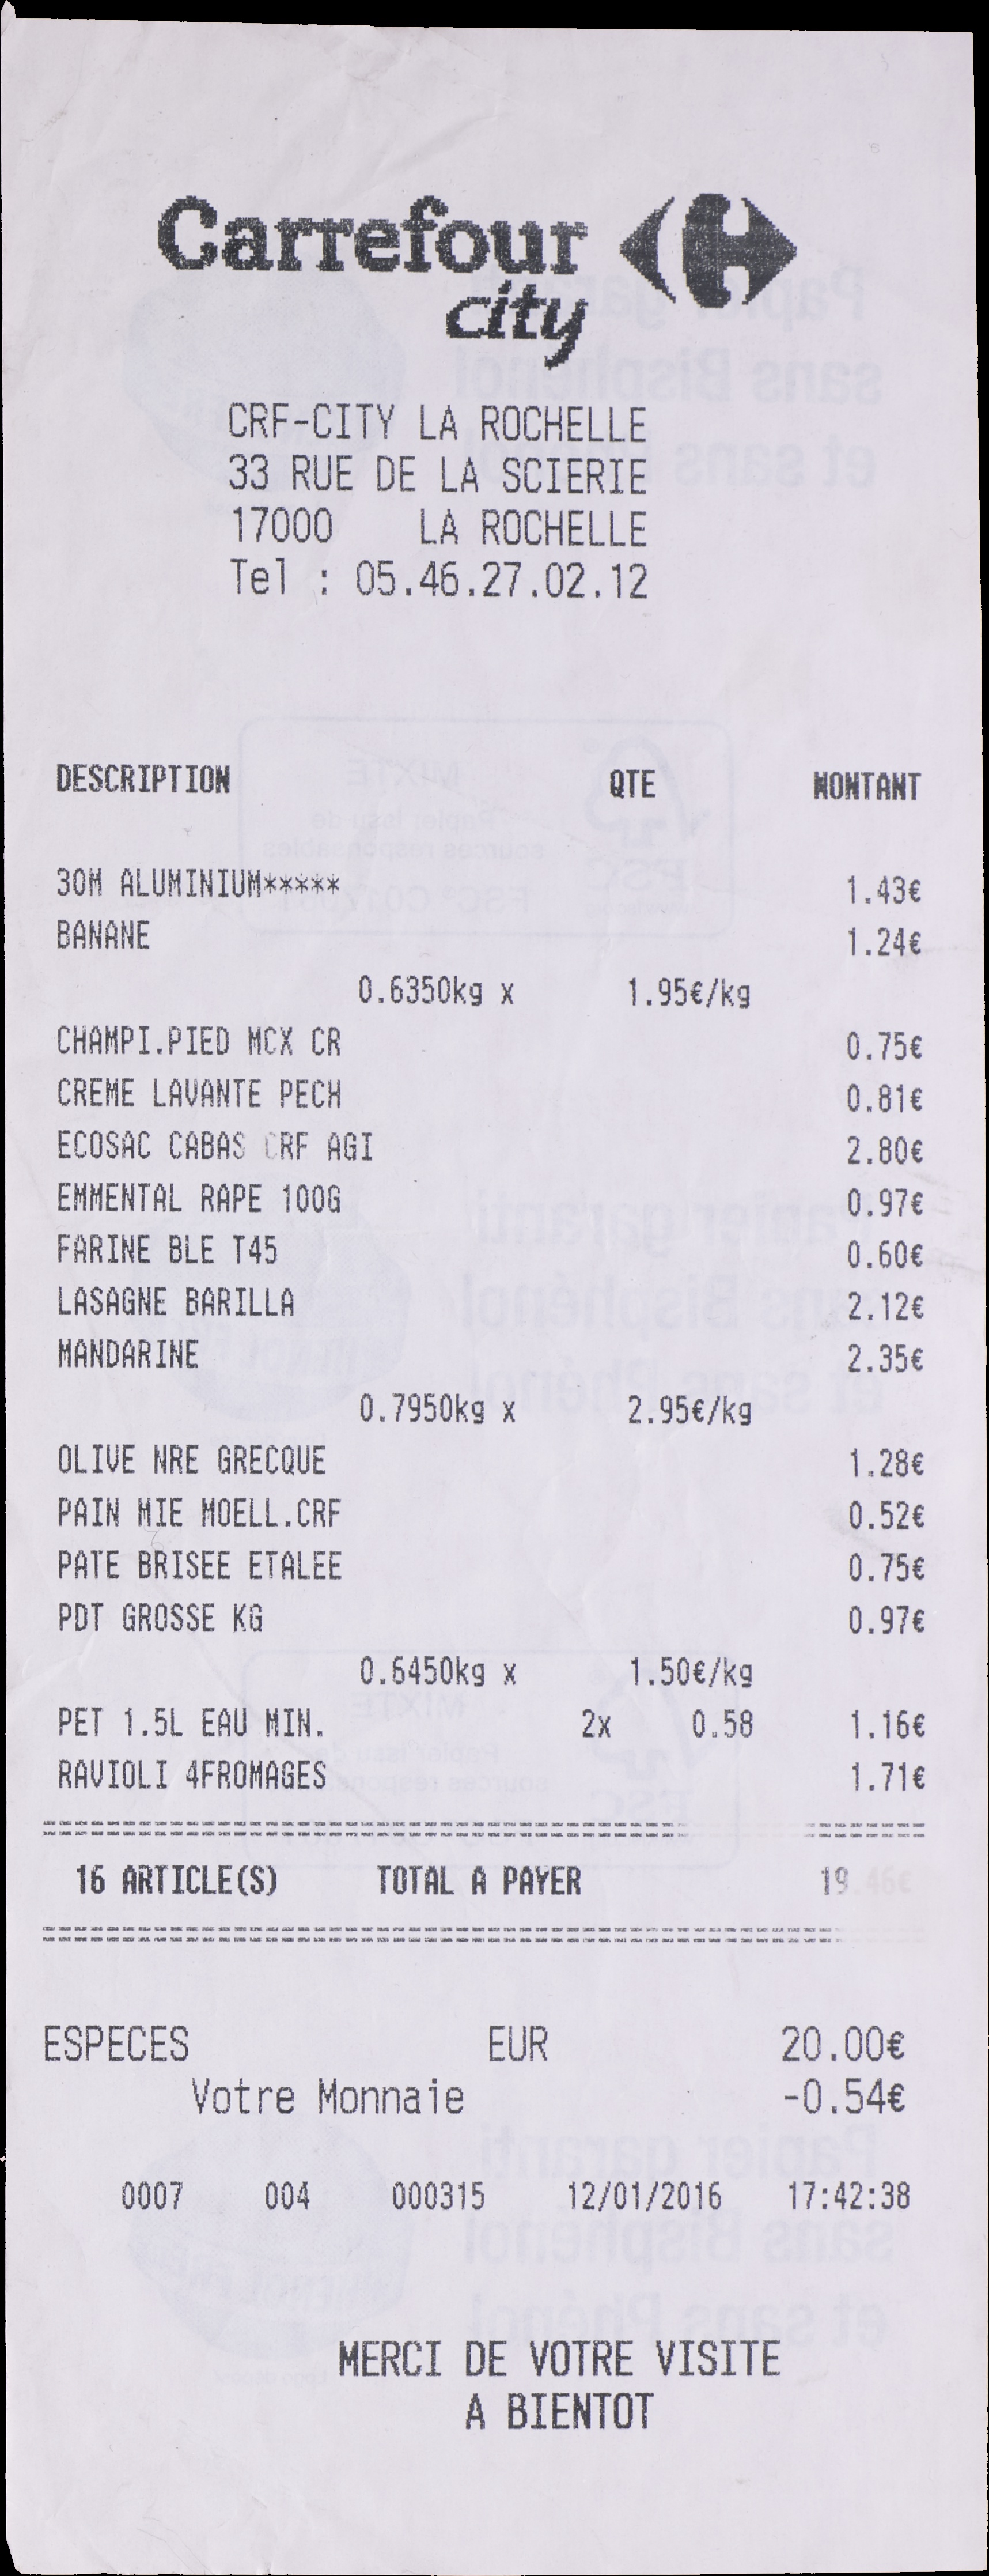 Carrefour
city
CRF-CITY LA ROCHELLE
33 RUE DE LA SCIERIE
17000 LA ROCHELLE
Tel : 05.46.27.02.12
DESCRIPTION QTE MONTANT
30M ALUMINIUM***** 1.43€
BANANE 1.24€
0.6350kg x 1.95€/kg
CHAMPI.PIED MCX CR 0.75€
CREME LAVANTE PECH 0.81€
ECOSAC CABAS CRF AGI 2.80€
EMMENTAL RAPE 100G 0.97€
FARINE BLE T45 0.60€
LASAGNE BARILLA 2.12€
MANDARINE 2.35€
0.7950kg x 2.95€/kg
OLIVE NRE GRECQUE 1.28€
PAIN MIE MOELL.CRF 0.52€
PATE BRISEE ETALEE 0.75€
PDT GROSSE KG 0.97€
0.6450kg x 1.50€/kg
PET 1.5L EAU MIN. 2x 0.58 1.16€
RAVIOLI 4FROMAGES 1.71€
16 ARTICLE(S) TOTAL A PAYER 19.46€
ESPECES EUR 20.00€
Votre Monnaie -0.54€
0007 004 000315 12/01/2016 17:42:38
MERCI DE VOTRE VISITE
A BIENTOT